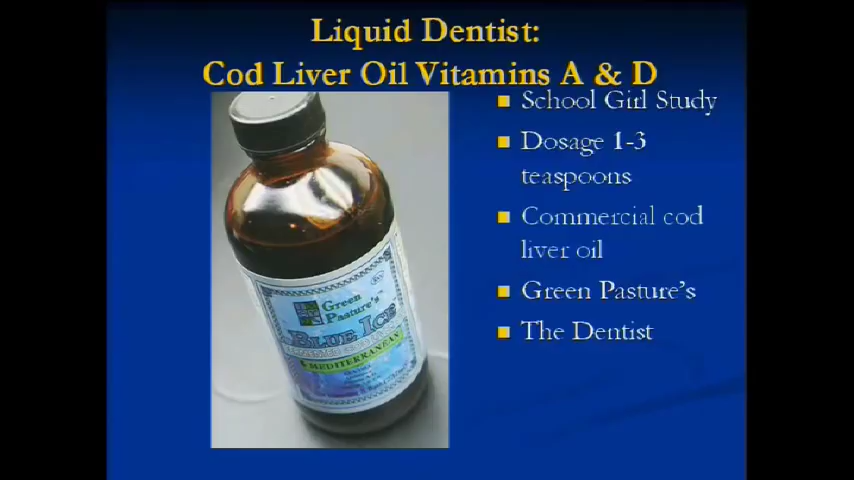 Liquid Dentist:
Cod Liver Oil Vitamins A & D
School Girl Study
Dosage 1-3
teaspoons
Commercial cod
liver oil
Green Pasture's
The Dentist
Green
Pasture's™
BLUE ICE
MEDITERRANEAN